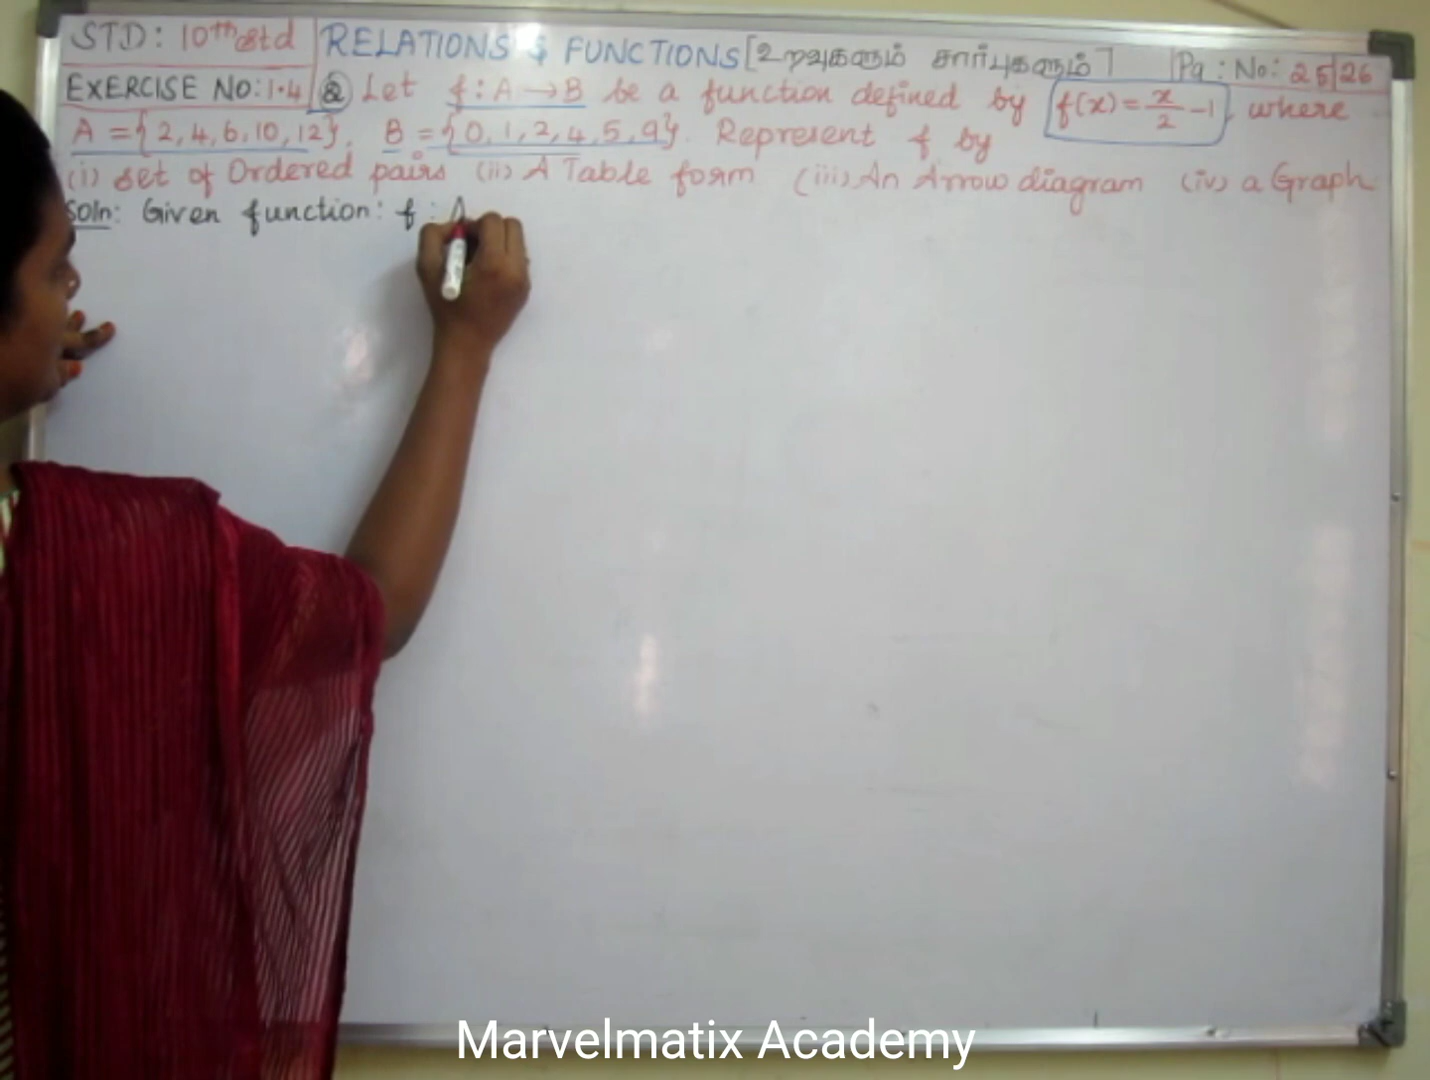 STD: 10th std RELATIONS & FUNCTIONS [உறவுகளும் சார்புகளும்] Pg: No: 25|26
EXERCISE NO: 1.4 ② Let f: A → B be a function defined by f(x) = x/2 - 1, where
A = {2, 4, 6, 10, 12}, B = {0, 1, 2, 4, 5, 9}. Represent f by
(i) set of Ordered pairs (ii) A Table form (iii) An Arrow diagram (iv) a Graph
Soln: Given function: f : A
Marvelmatix Academy